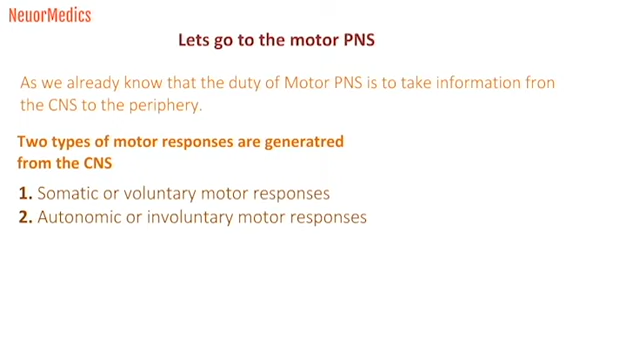 NeuorMedics
Lets go to the motor PNS
As we already know that the duty of Motor PNS is to take information fron
the CNS to the periphery.
Two types of motor responses are generatred
from the CNS
1. Somatic or voluntary motor responses
2. Autonomic or involuntary motor responses